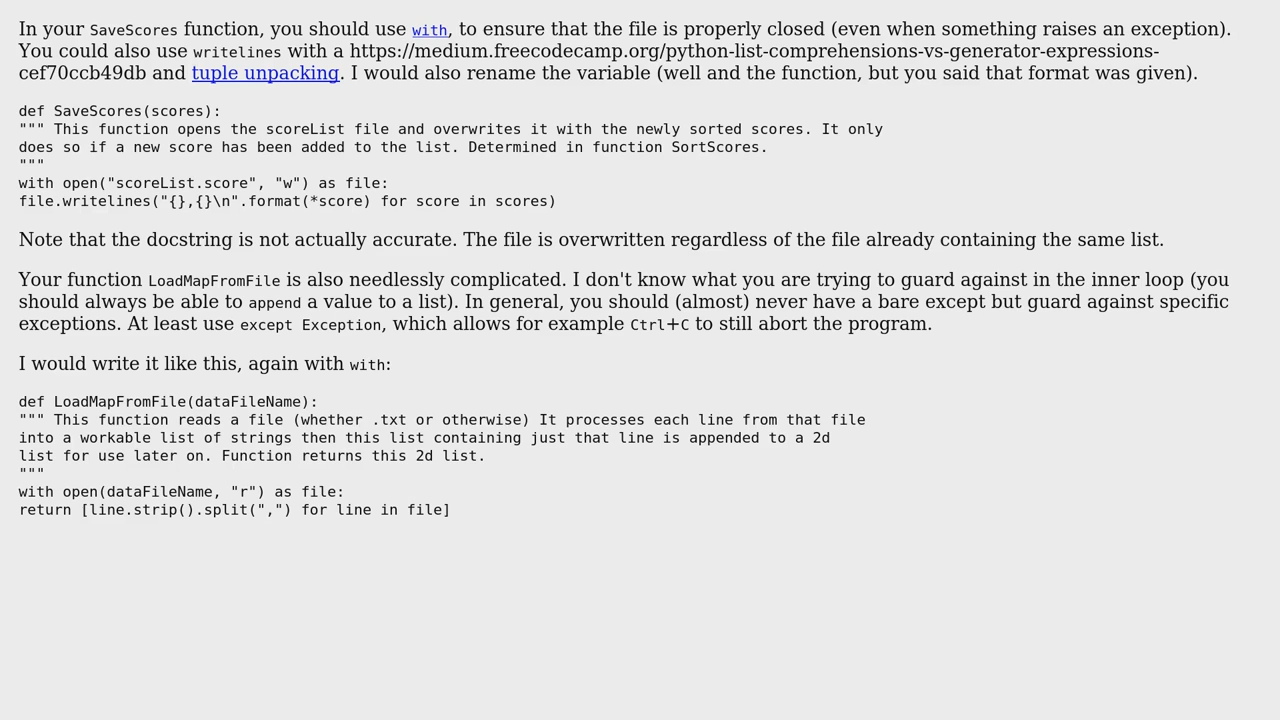 In your SaveScores function, you should use with, to ensure that the file is properly closed (even when something raises an exception).
You could also use writelines with a https://medium.freecodecamp.org/python-list-comprehensions-vs-generator-expressions-
cef70ccb49db and tuple unpacking. I would also rename the variable (well and the function, but you said that format was given).
def SaveScores(scores):
""" This function opens the scoreList file and overwrites it with the newly sorted scores. It only
does so if a new score has been added to the list. Determined in function SortScores.
"""
with open("scoreList.score", "w") as file:
file.writelines("{},{}\n".format(*score) for score in scores)
Note that the docstring is not actually accurate. The file is overwritten regardless of the file already containing the same list.
Your function LoadMapFromFile is also needlessly complicated. I don't know what you are trying to guard against in the inner loop (you
should always be able to append a value to a list). In general, you should (almost) never have a bare except but guard against specific
exceptions. At least use except Exception, which allows for example Ctrl+C to still abort the program.
I would write it like this, again with with:
def LoadMapFromFile(dataFileName):
""" This function reads a file (whether .txt or otherwise) It processes each line from that file
into a workable list of strings then this list containing just that line is appended to a 2d
list for use later on. Function returns this 2d list.
"""
with open(dataFileName, "r") as file:
return [line.strip().split(",") for line in file]